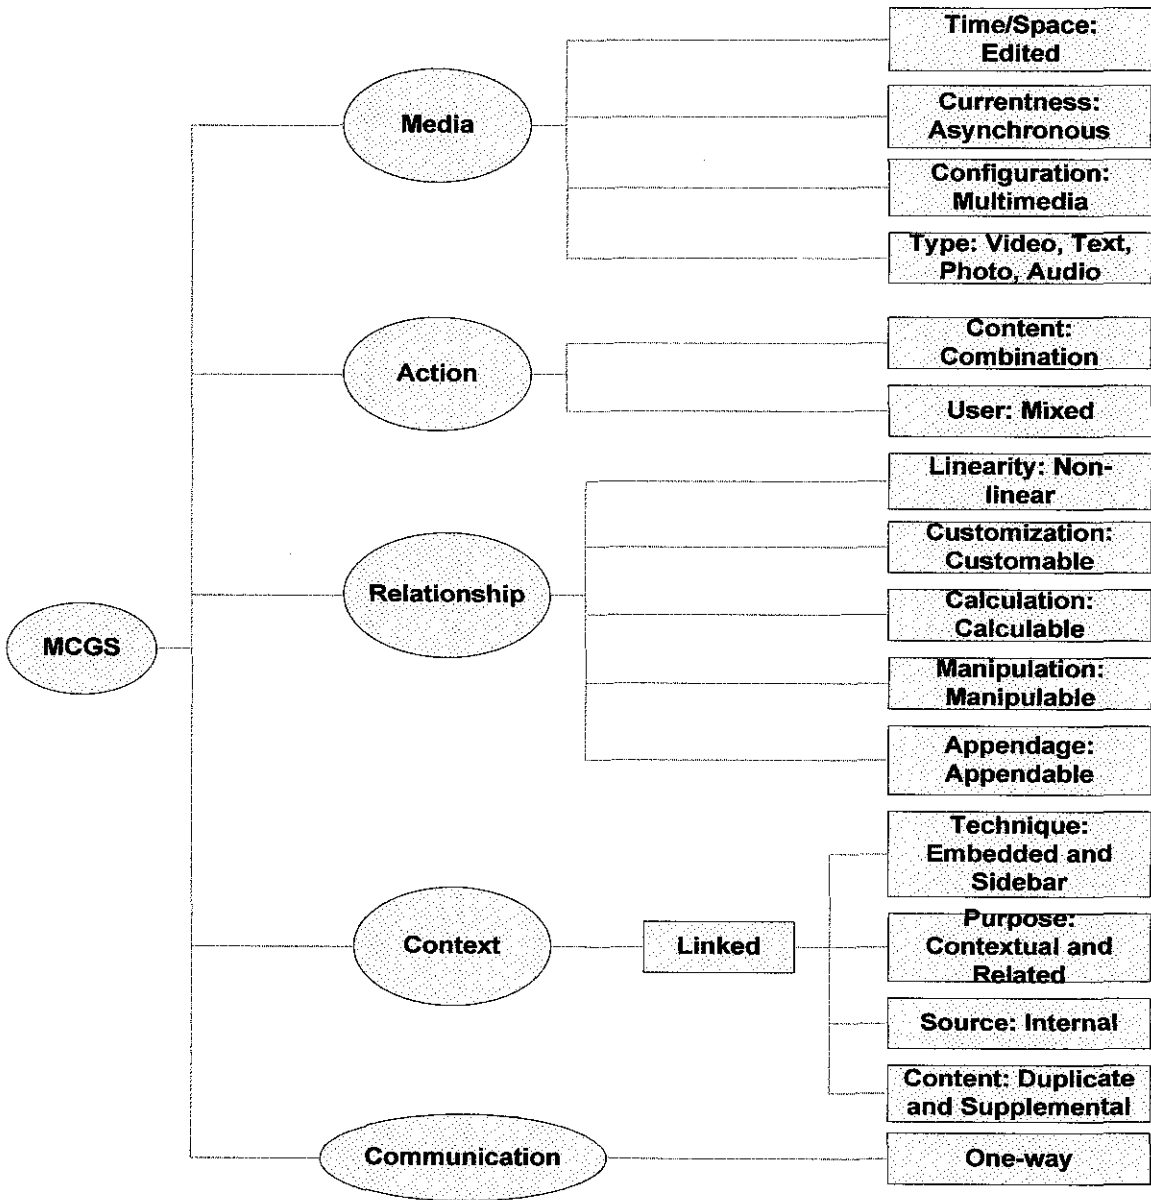 Time/Space:
Edited
Media
Currentness:
Asynchronous
Configuration:
Multimedia
Type: Video, Text,
Photo, Audio
Action
Content:
Combination
User: Mixed
Relationship
Linearity: Non-
linear
Customization:
Customable
Calculation:
Calculable
Manipulation:
Manipulable
Appendage:
Appendable
MCGS
Context
Linked
Technique:
Embedded and
Sidebar
Purpose:
Contextual and
Related
Source: Internal
Content: Duplicate
and Supplemental
Communication
One-way